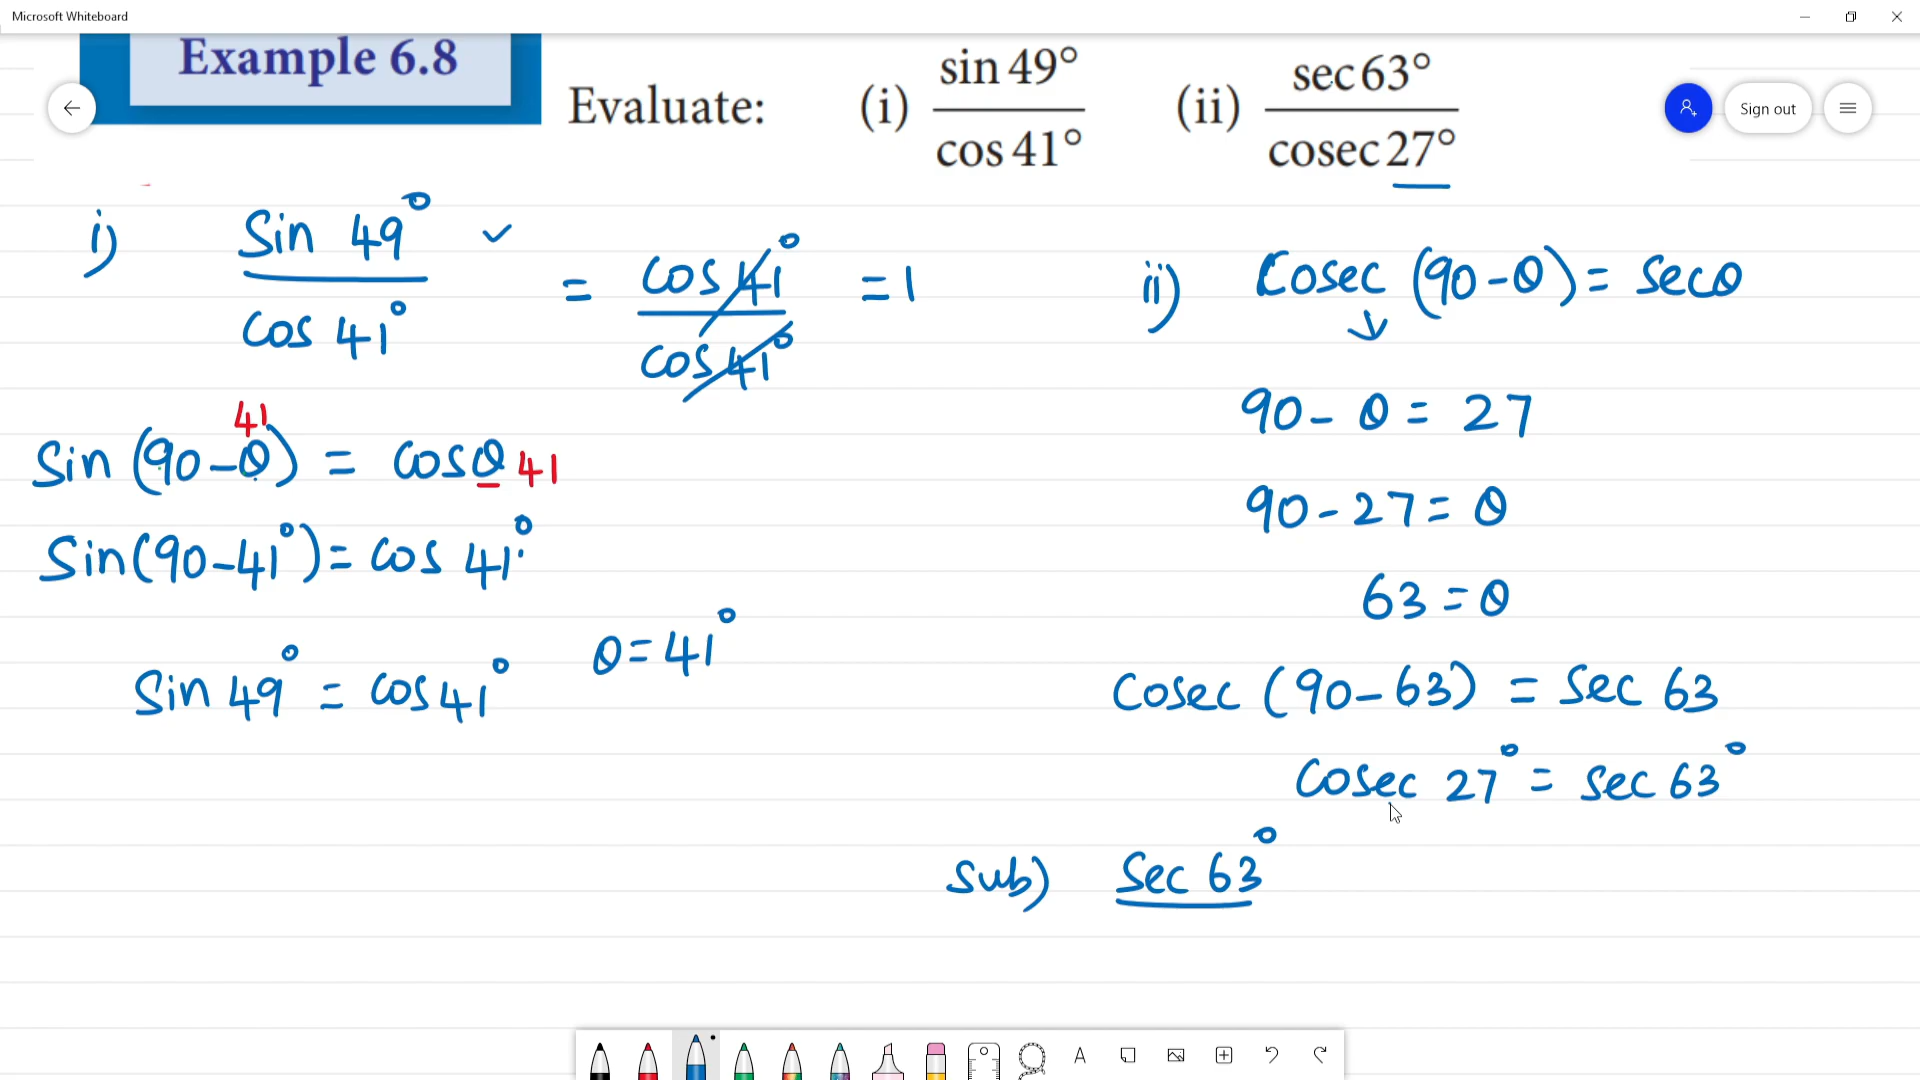 Microsoft Whiteboard
Example 6.8
Evaluate: (i) sin 49° / cos 41° (ii) sec 63° / cosec 27°
Sign out
i) Sin 49° / cos 41° = cos 41° / cos 41° = 1
41
Sin (90-θ) = cosθ 41
Sin(90-41°) = cos 41°
Sin 49° = cos 41° θ = 41°
ii) Cosec (90-θ) = secθ
90-θ = 27
90-27 = θ
63 = θ
Cosec (90-63) = Sec 63
Cosec 27° = Sec 63°
Sub) Sec 63°
A